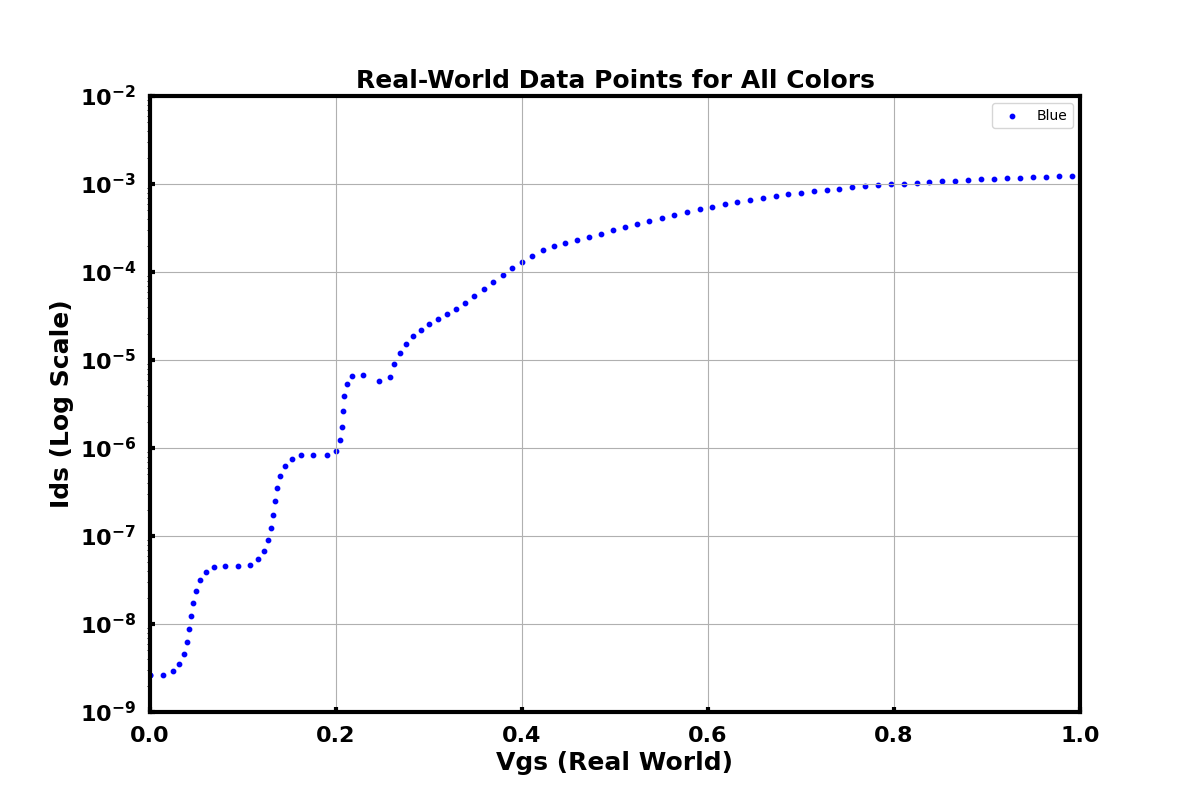 Real-World Data Points for All Colors
Blue
10⁻²
10⁻³
10⁻⁴
10⁻⁵
10⁻⁶
10⁻⁷
10⁻⁸
10⁻⁹
Ids (Log Scale)
0.0 0.2 0.4 0.6 0.8 1.0
Vgs (Real World)